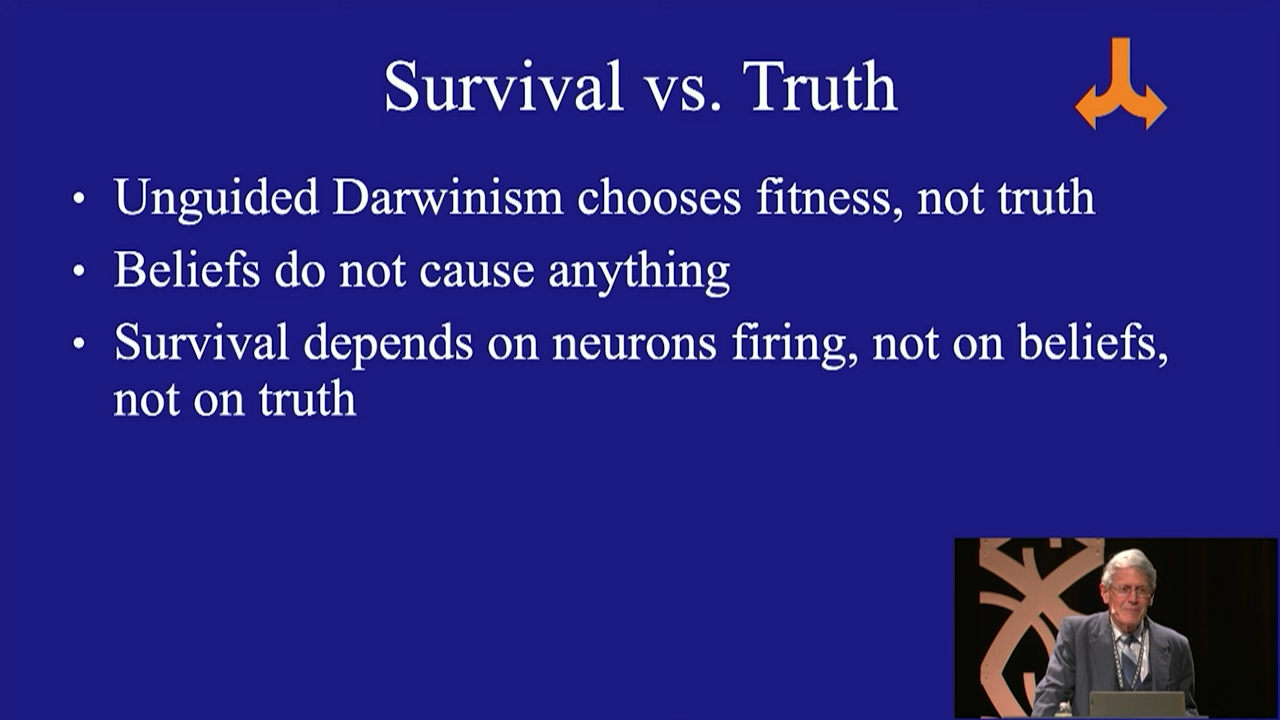 Survival vs. Truth
• Unguided Darwinism chooses fitness, not truth
• Beliefs do not cause anything
• Survival depends on neurons firing, not on beliefs,
not on truth